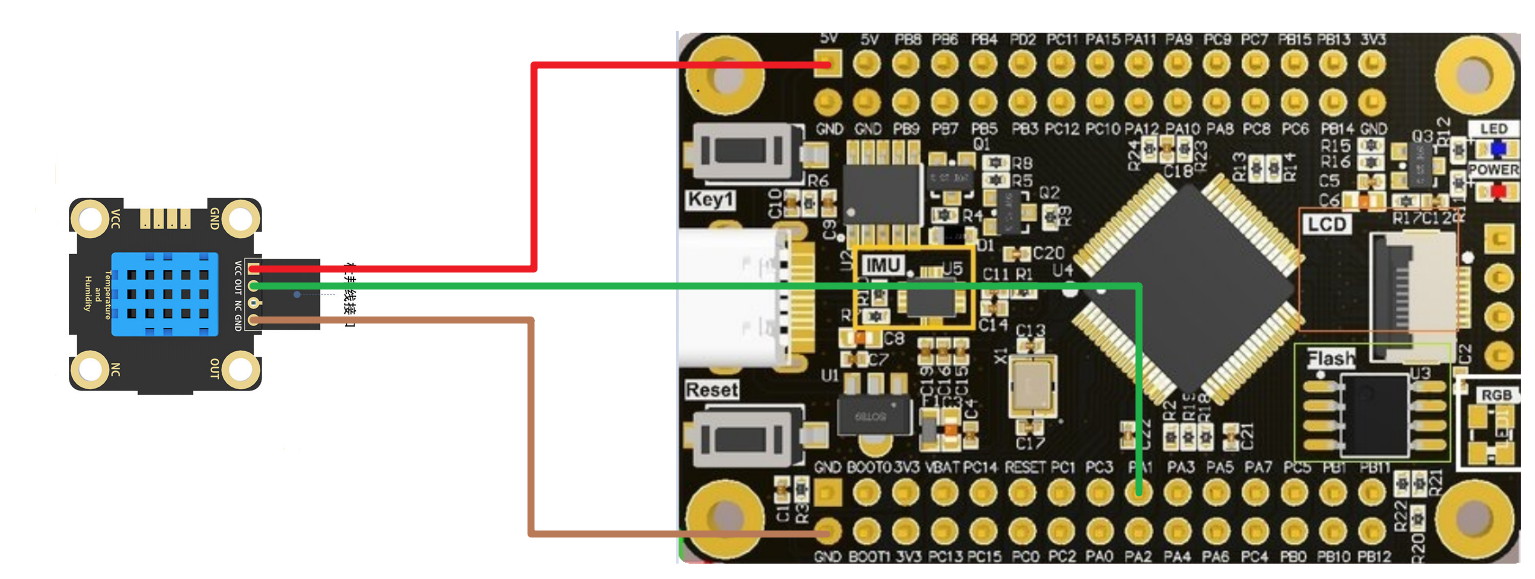 5V 5V PB8 PB6 PB4 PD2 PC11 PA15 PA11 PA9 PC9 PC7 PB15 PB13 3V3
GND GND PB9 PB7 PB5 PB3 PC12 PC10 PA12 PA10 PA8 PC8 PC6 PB14 GND
Q1
R8
R5
R24
C18
R23
R13
R14
R15
R16
Q3
R12
LED
POWER
Key1
C10
R6
C9
R4
Q2
R9
D1
C5
C6
R17
C12
LCD
VCC
GND
Temperature
and
Humidity
VCC OUT NC GND
NC
OUT
U2
IMU
U5
C20
C11 R1
U4
C14
C8
C7
C13
X1
C19
C16
C15
Flash
U3
C2
Reset
U1
F1
C3
C4
C17
C22
R2
R19
R18
C21
RGB
LED1
GND BOOT0 3V3 VBAT PC14 RESET PC1 PC3 PA1 PA3 PA5 PA7 PC5 PB1 PB11
C1
R3
R22
R21
R20
GND BOOT1 3V3 PC13 PC15 PC0 PC2 PA0 PA2 PA4 PA6 PC4 PB0 PB10 PB12